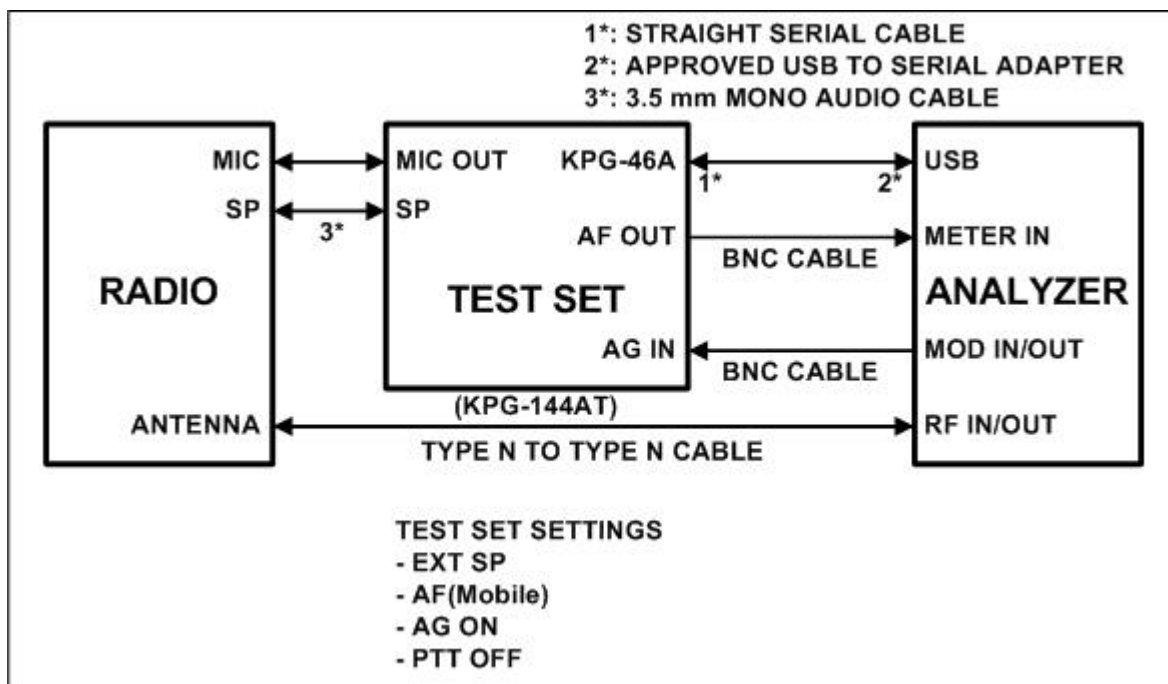 1*: STRAIGHT SERIAL CABLE
2*: APPROVED USB TO SERIAL ADAPTER
3*: 3.5 mm MONO AUDIO CABLE
MIC
MIC OUT
KPG-46A
USB
1*
2*
SP
SP
3*
AF OUT
METER IN
BNC CABLE
RADIO
TEST SET
ANALYZER
AG IN
MOD IN/OUT
BNC CABLE
(KPG-144AT)
ANTENNA
RF IN/OUT
TYPE N TO TYPE N CABLE
TEST SET SETTINGS
- EXT SP
- AF(Mobile)
- AG ON
- PTT OFF